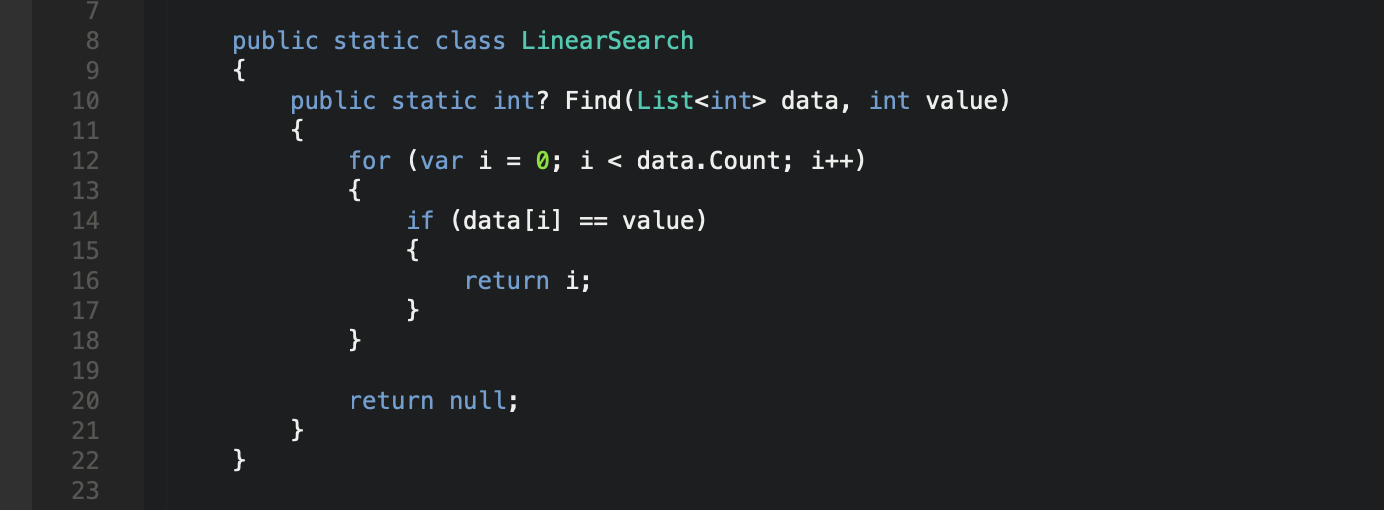 7
8 public static class LinearSearch
9 {
10 public static int? Find(List<int> data, int value)
11 {
12 for (var i = 0; i < data.Count; i++)
13 {
14 if (data[i] == value)
15 {
16 return i;
17 }
18 }
19
20 return null;
21 }
22 }
23